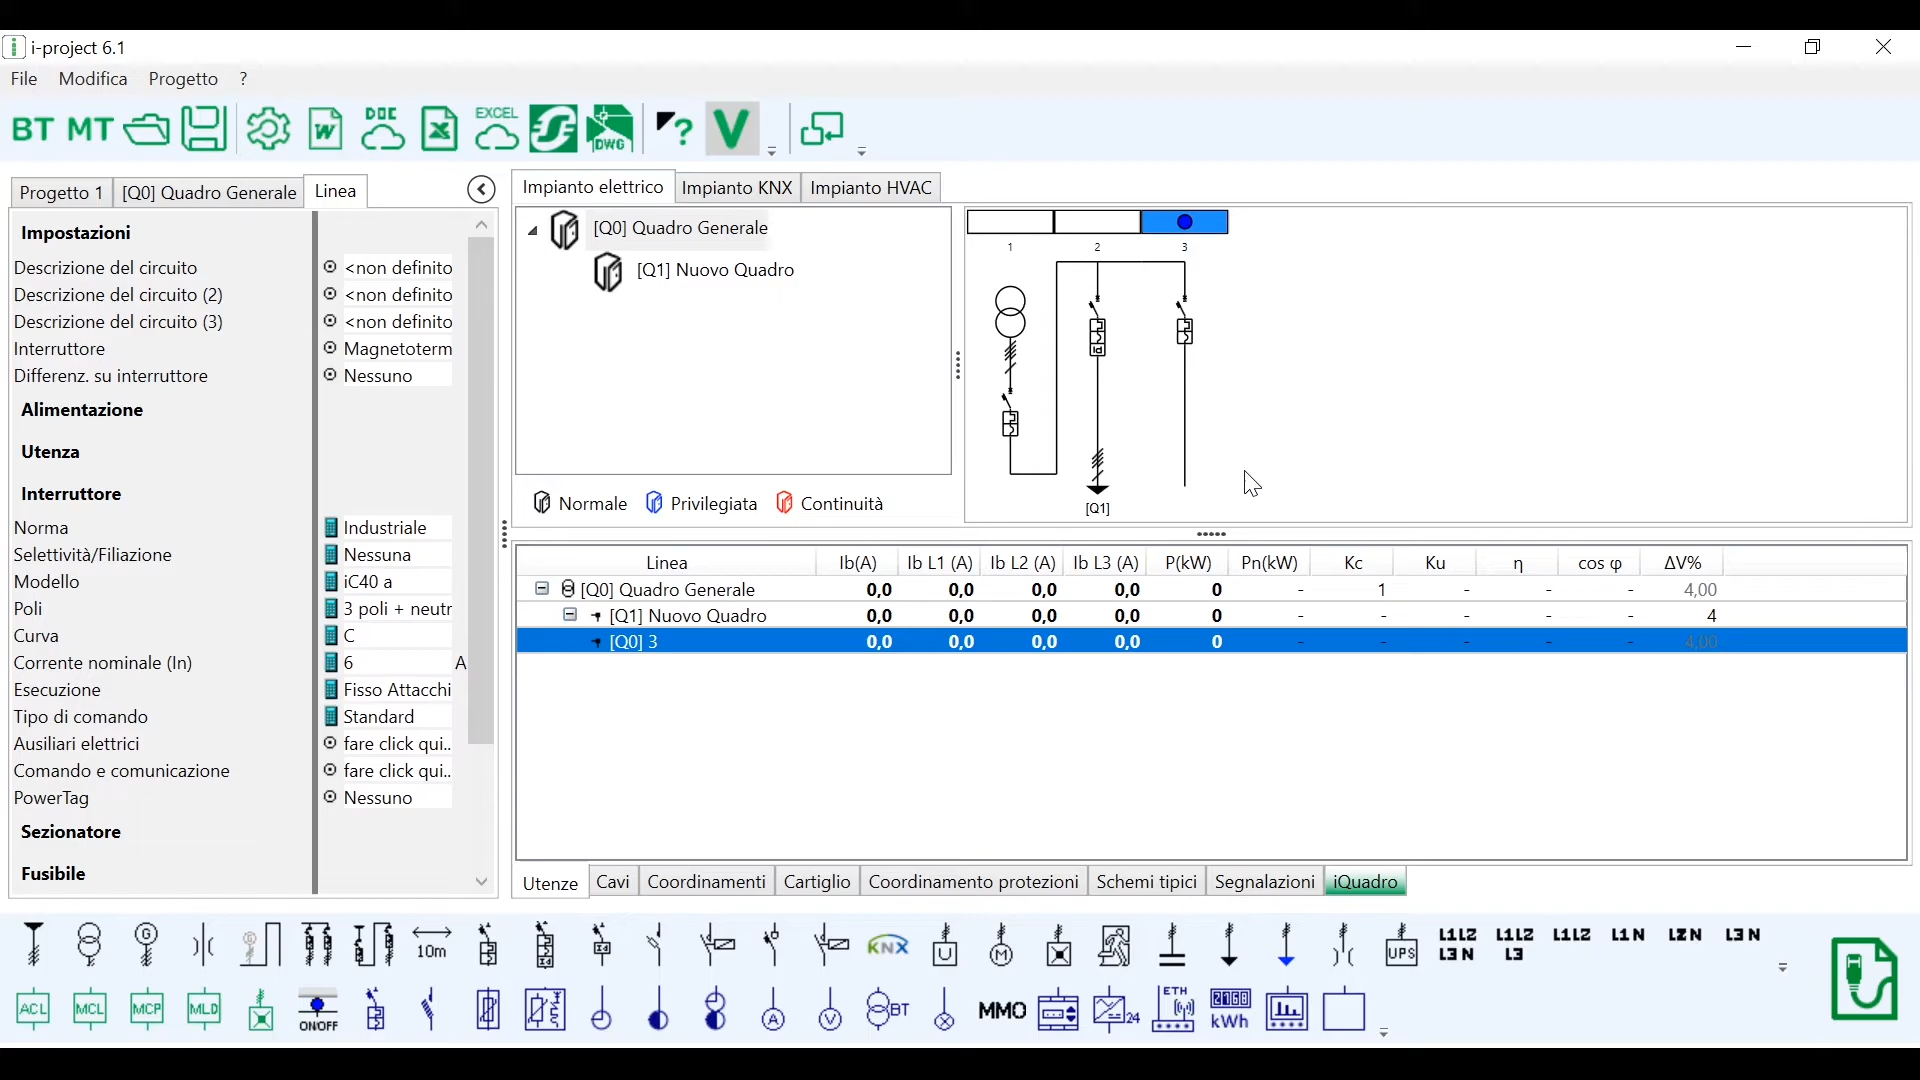 i-project 6.1
File Modifica Progetto ?
BT MT W DOC X EXCEL DWG ? V
Progetto 1 [Q0] Quadro Generale Linea
Impostazioni
Descrizione del circuito <non definito
Descrizione del circuito (2) <non definito
Descrizione del circuito (3) <non definito
Interruttore Magnetoterm
Differenz. su interruttore Nessuno
Alimentazione
Utenza
Interruttore
Norma Industriale
Selettività/Filiazione Nessuna
Modello iC40 a
Poli 3 poli + neutr
Curva C
Corrente nominale (In) 6 A
Esecuzione Fisso Attacchi
Tipo di comando Standard
Ausiliari elettrici fare click qui..
Comando e comunicazione fare click qui..
PowerTag Nessuno
Sezionatore
Fusibile
Impianto elettrico Impianto KNX Impianto HVAC
[Q0] Quadro Generale
[Q1] Nuovo Quadro
Normale Privilegiata Continuità
1 2 3
Id
[Q1]
Linea Ib(A) Ib L1 (A) Ib L2 (A) Ib L3 (A) P(kW) Pn(kW) Kc Ku η cos φ ΔV%
[Q0] Quadro Generale 0,0 0,0 0,0 0,0 0 - 1 - - - 4,00
[Q1] Nuovo Quadro 0,0 0,0 0,0 0,0 0 - - - - - 4
[Q0] 3 0,0 0,0 0,0 0,0 0 - - - - - 4,00
Utenze Cavi Coordinamenti Cartiglio Coordinamento protezioni Schemi tipici Segnalazioni iQuadro
G G 10m KNX U M UPS L1L2 L3N L1L2 L3 L1L2 L1N L2N L3N
ACL MCL MCP MLD ON/OFF A V BT MMO 24 ETH kWh